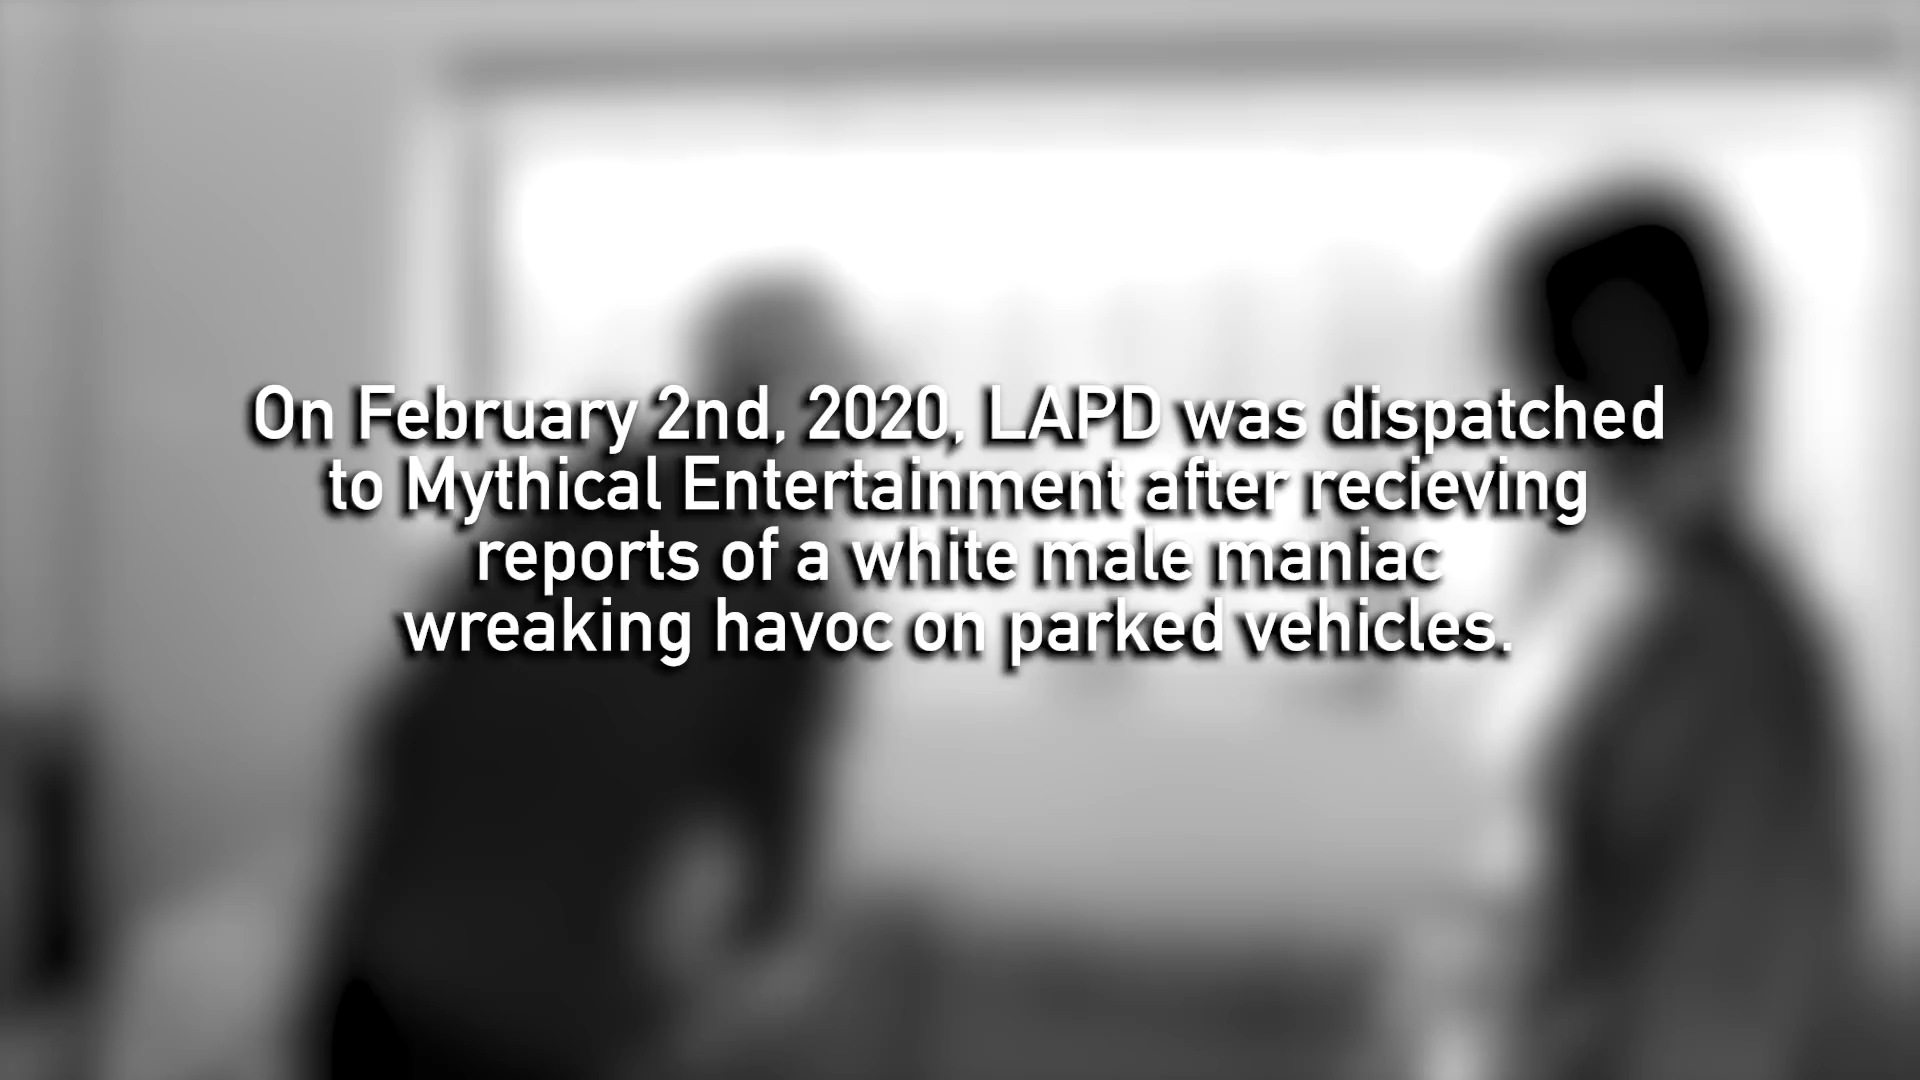 On February 2nd, 2020, LAPD was dispatched
to Mythical Entertainment after recieving
reports of a white male maniac
wreaking havoc on parked vehicles.